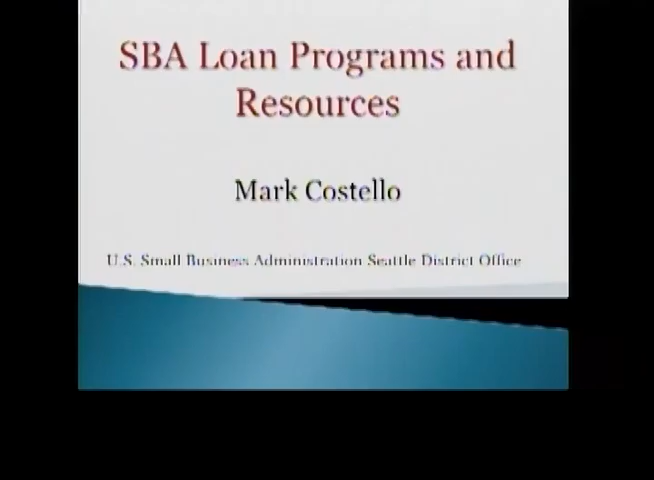 SBA Loan Programs and
Resources
Mark Costello
U.S. Small Business Administration Seattle District Office